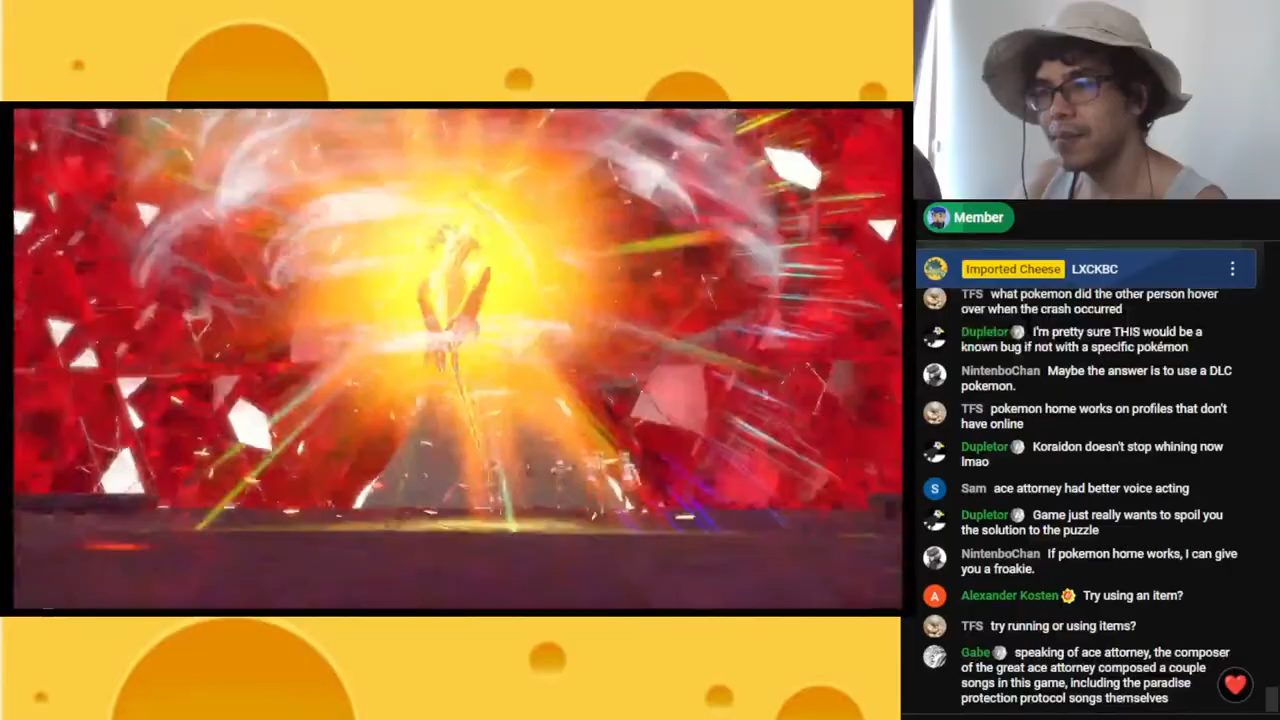 Member
Imported Cheese LXCKBC
TFS what pokemon did the other person hover
over when the crash occurred
Dupletor I'm pretty sure THIS would be a
known bug if not with a specific pokémon
NintenboChan Maybe the answer is to use a DLC
pokemon.
TFS pokemon home works on profiles that don't
have online
Dupletor Koraidon doesn't stop whining now
lmao
S Sam ace attorney had better voice acting
Dupletor Game just really wants to spoil you
the solution to the puzzle
NintenboChan If pokemon home works, I can give
you a froakie.
A Alexander Kosten Try using an item?
TFS try running or using items?
Gabe speaking of ace attorney, the composer
of the great ace attorney composed a couple
songs in this game, including the paradise
protection protocol songs themselves